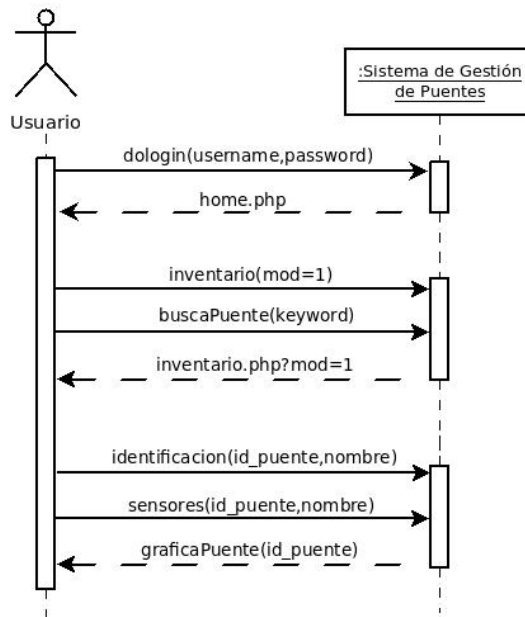 :Sistema de Gestión
de Puentes
Usuario
dologin(username,password)
home.php
inventario(mod=1)
buscaPuente(keyword)
inventario.php?mod=1
identificacion(id_puente,nombre)
sensores(id_puente,nombre)
graficaPuente(id_puente)